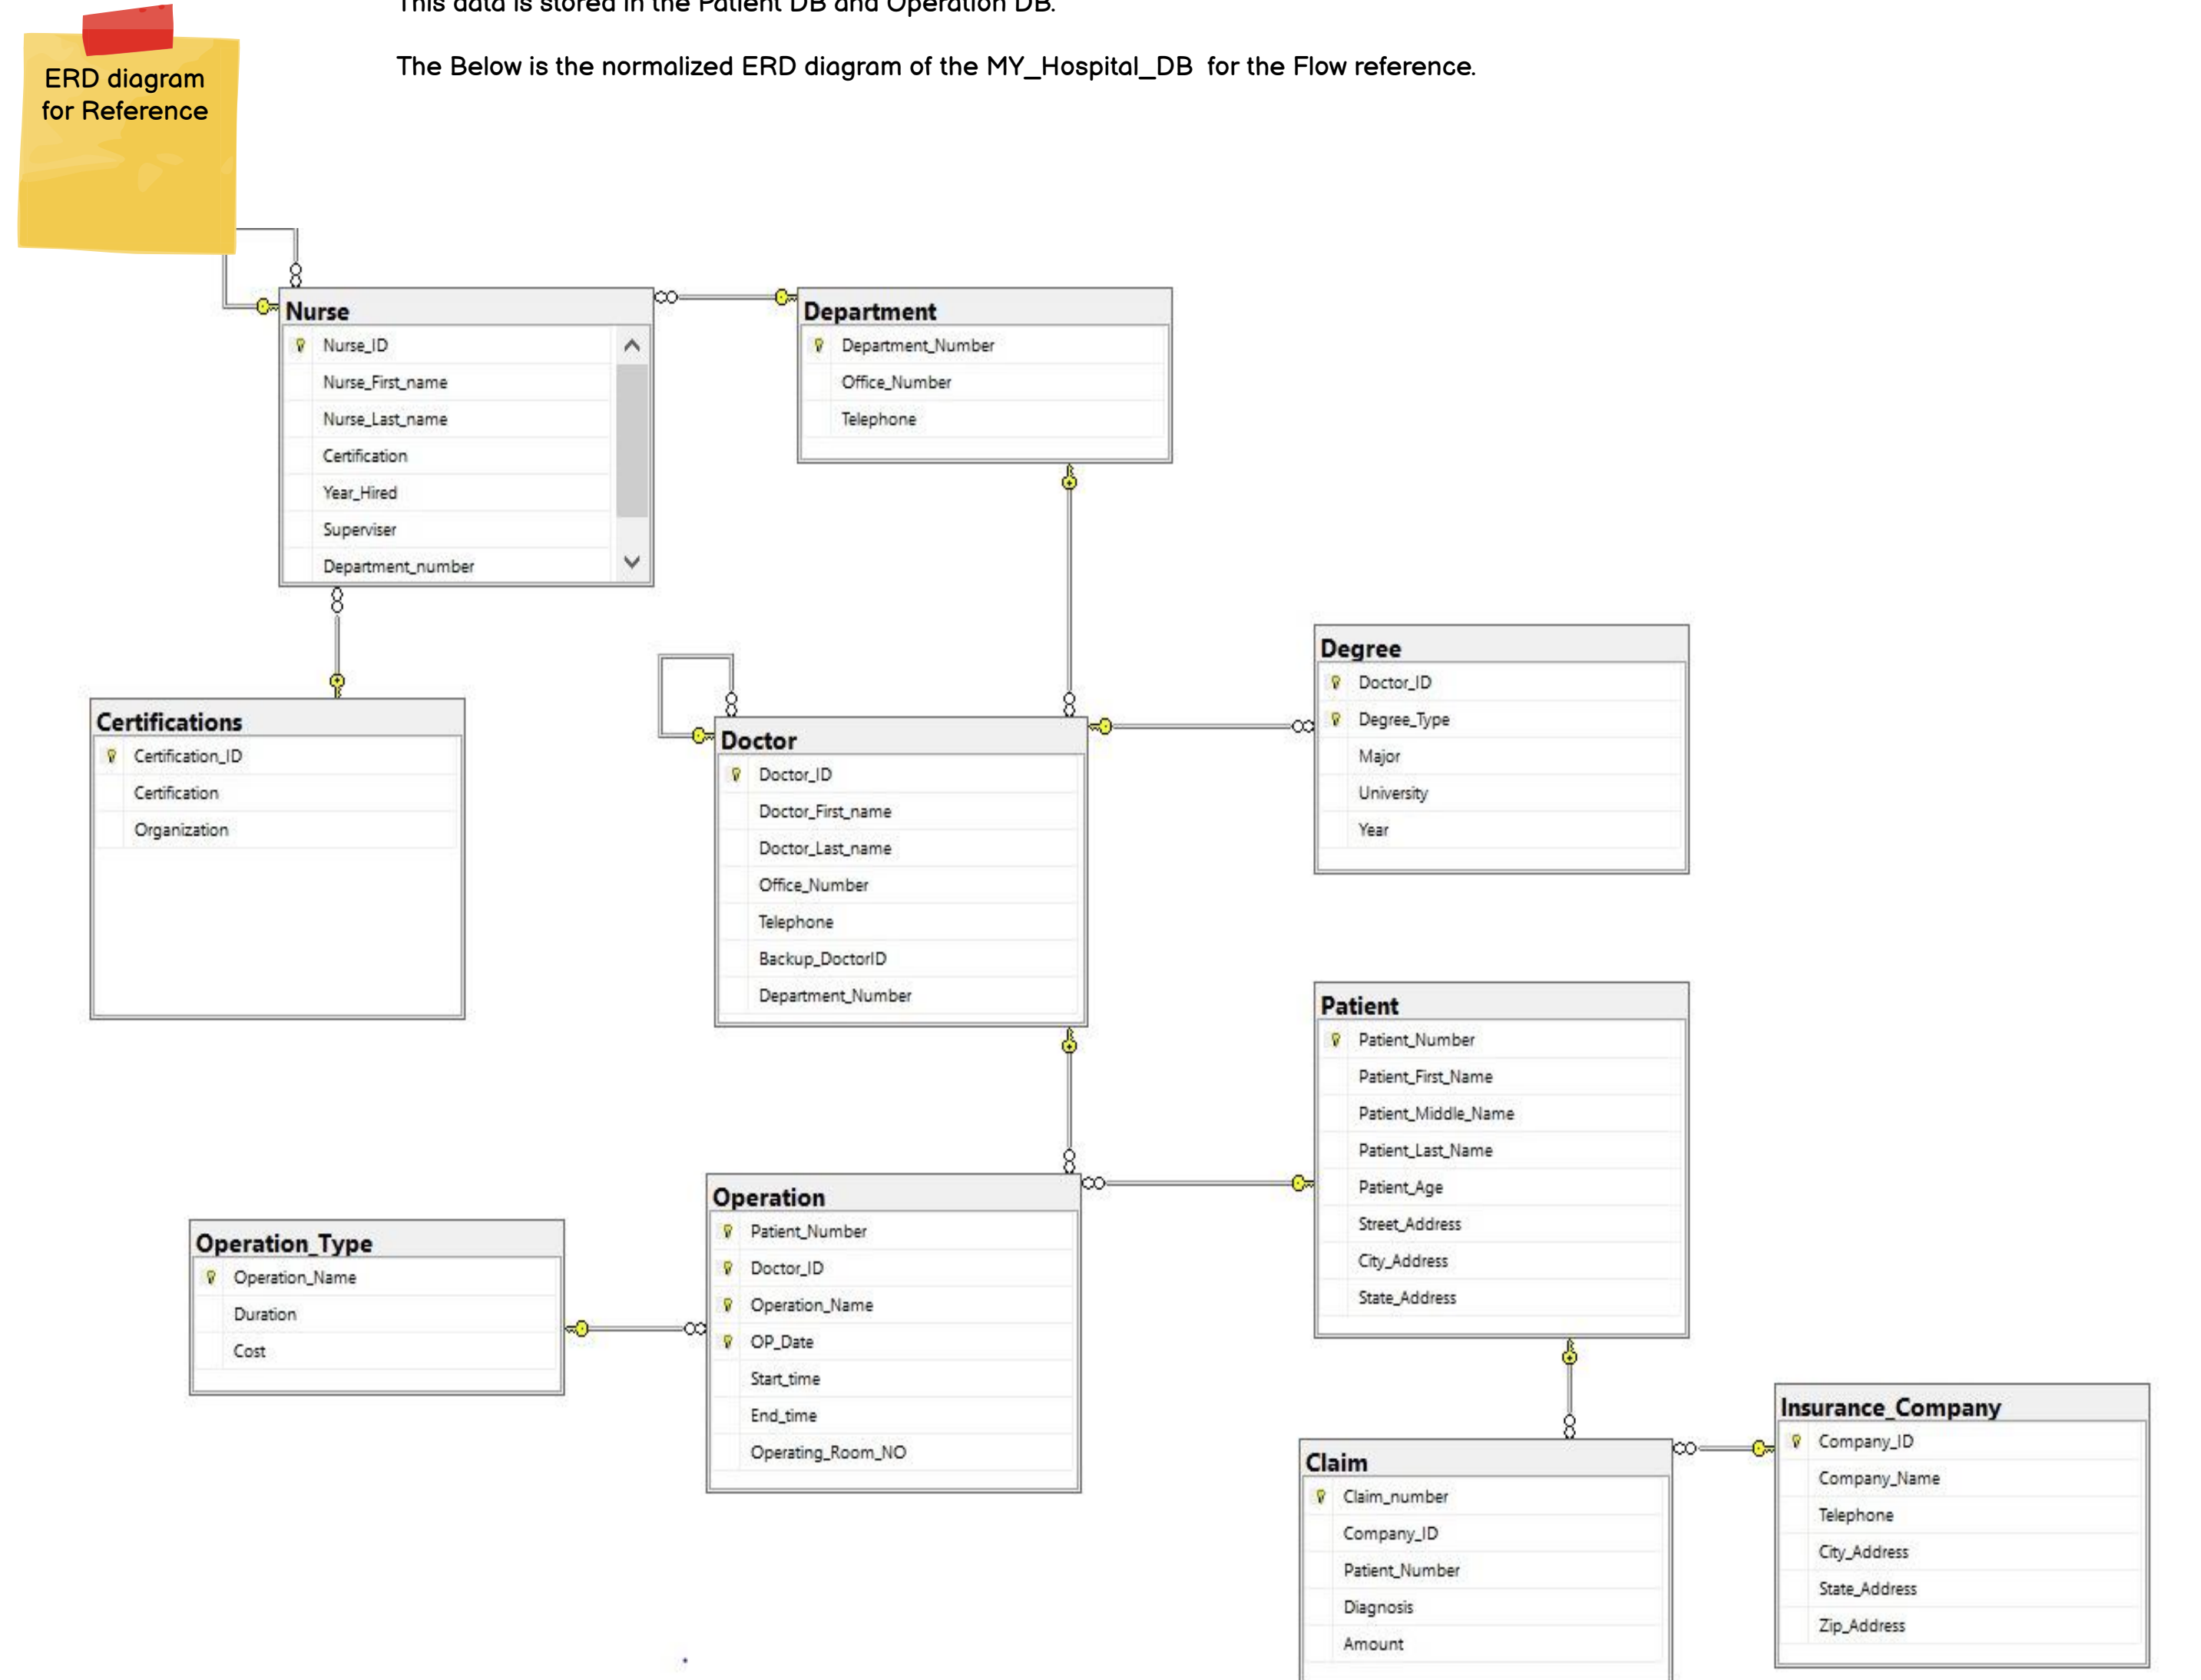 This data is stored in the Patient DB and Operation DB.
ERD diagram
for Reference
The Below is the normalized ERD diagram of the MY_Hospital_DB for the Flow reference.
Nurse
Nurse_ID
Nurse_First_name
Nurse_Last_name
Certification
Year_Hired
Superviser
Department_number
Department
Department_Number
Office_Number
Telephone
Certifications
Certification_ID
Certification
Organization
Doctor
Doctor_ID
Doctor_First_name
Doctor_Last_name
Office_Number
Telephone
Backup_DoctorID
Department_Number
Degree
Doctor_ID
Degree_Type
Major
University
Year
Patient
Patient_Number
Patient_First_Name
Patient_Middle_Name
Patient_Last_Name
Patient_Age
Street_Address
City_Address
State_Address
Operation_Type
Operation_Name
Duration
Cost
Operation
Patient_Number
Doctor_ID
Operation_Name
OP_Date
Start_time
End_time
Operating_Room_NO
Claim
Claim_number
Company_ID
Patient_Number
Diagnosis
Amount
Insurance_Company
Company_ID
Company_Name
Telephone
City_Address
State_Address
Zip_Address